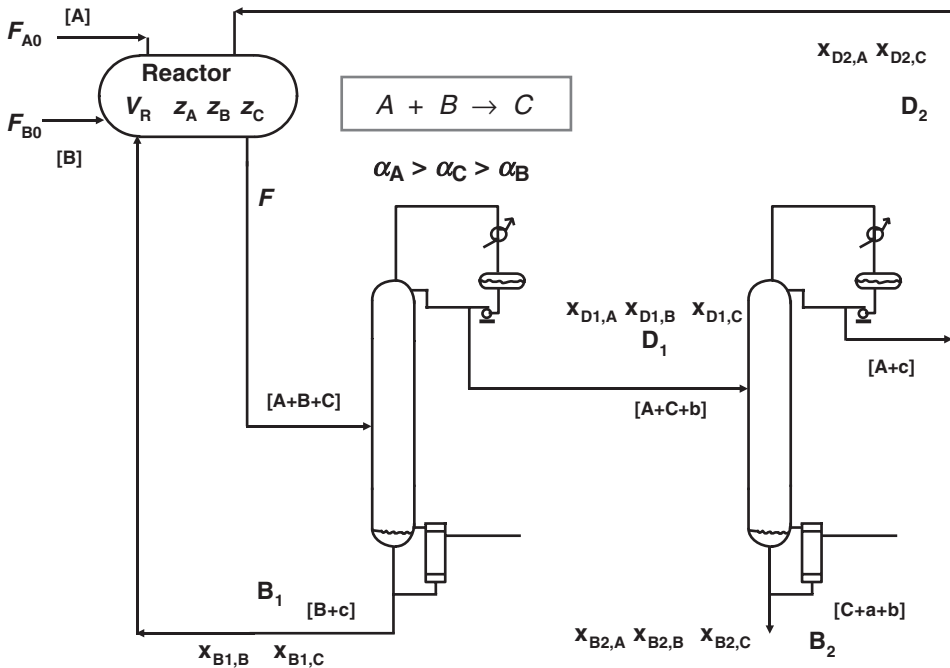 [A]
F_A0
Reactor
V_R z_A z_B z_C
F_B0
[B]
A + B → C
α_A > α_C > α_B
x_D2,A x_D2,C
D_2
F
x_D1,A x_D1,B x_D1,C
D_1
[A+c]
[A+B+C]
[A+C+b]
B_1
[B+c]
[C+a+b]
x_B1,B x_B1,C
x_B2,A x_B2,B x_B2,C
B_2